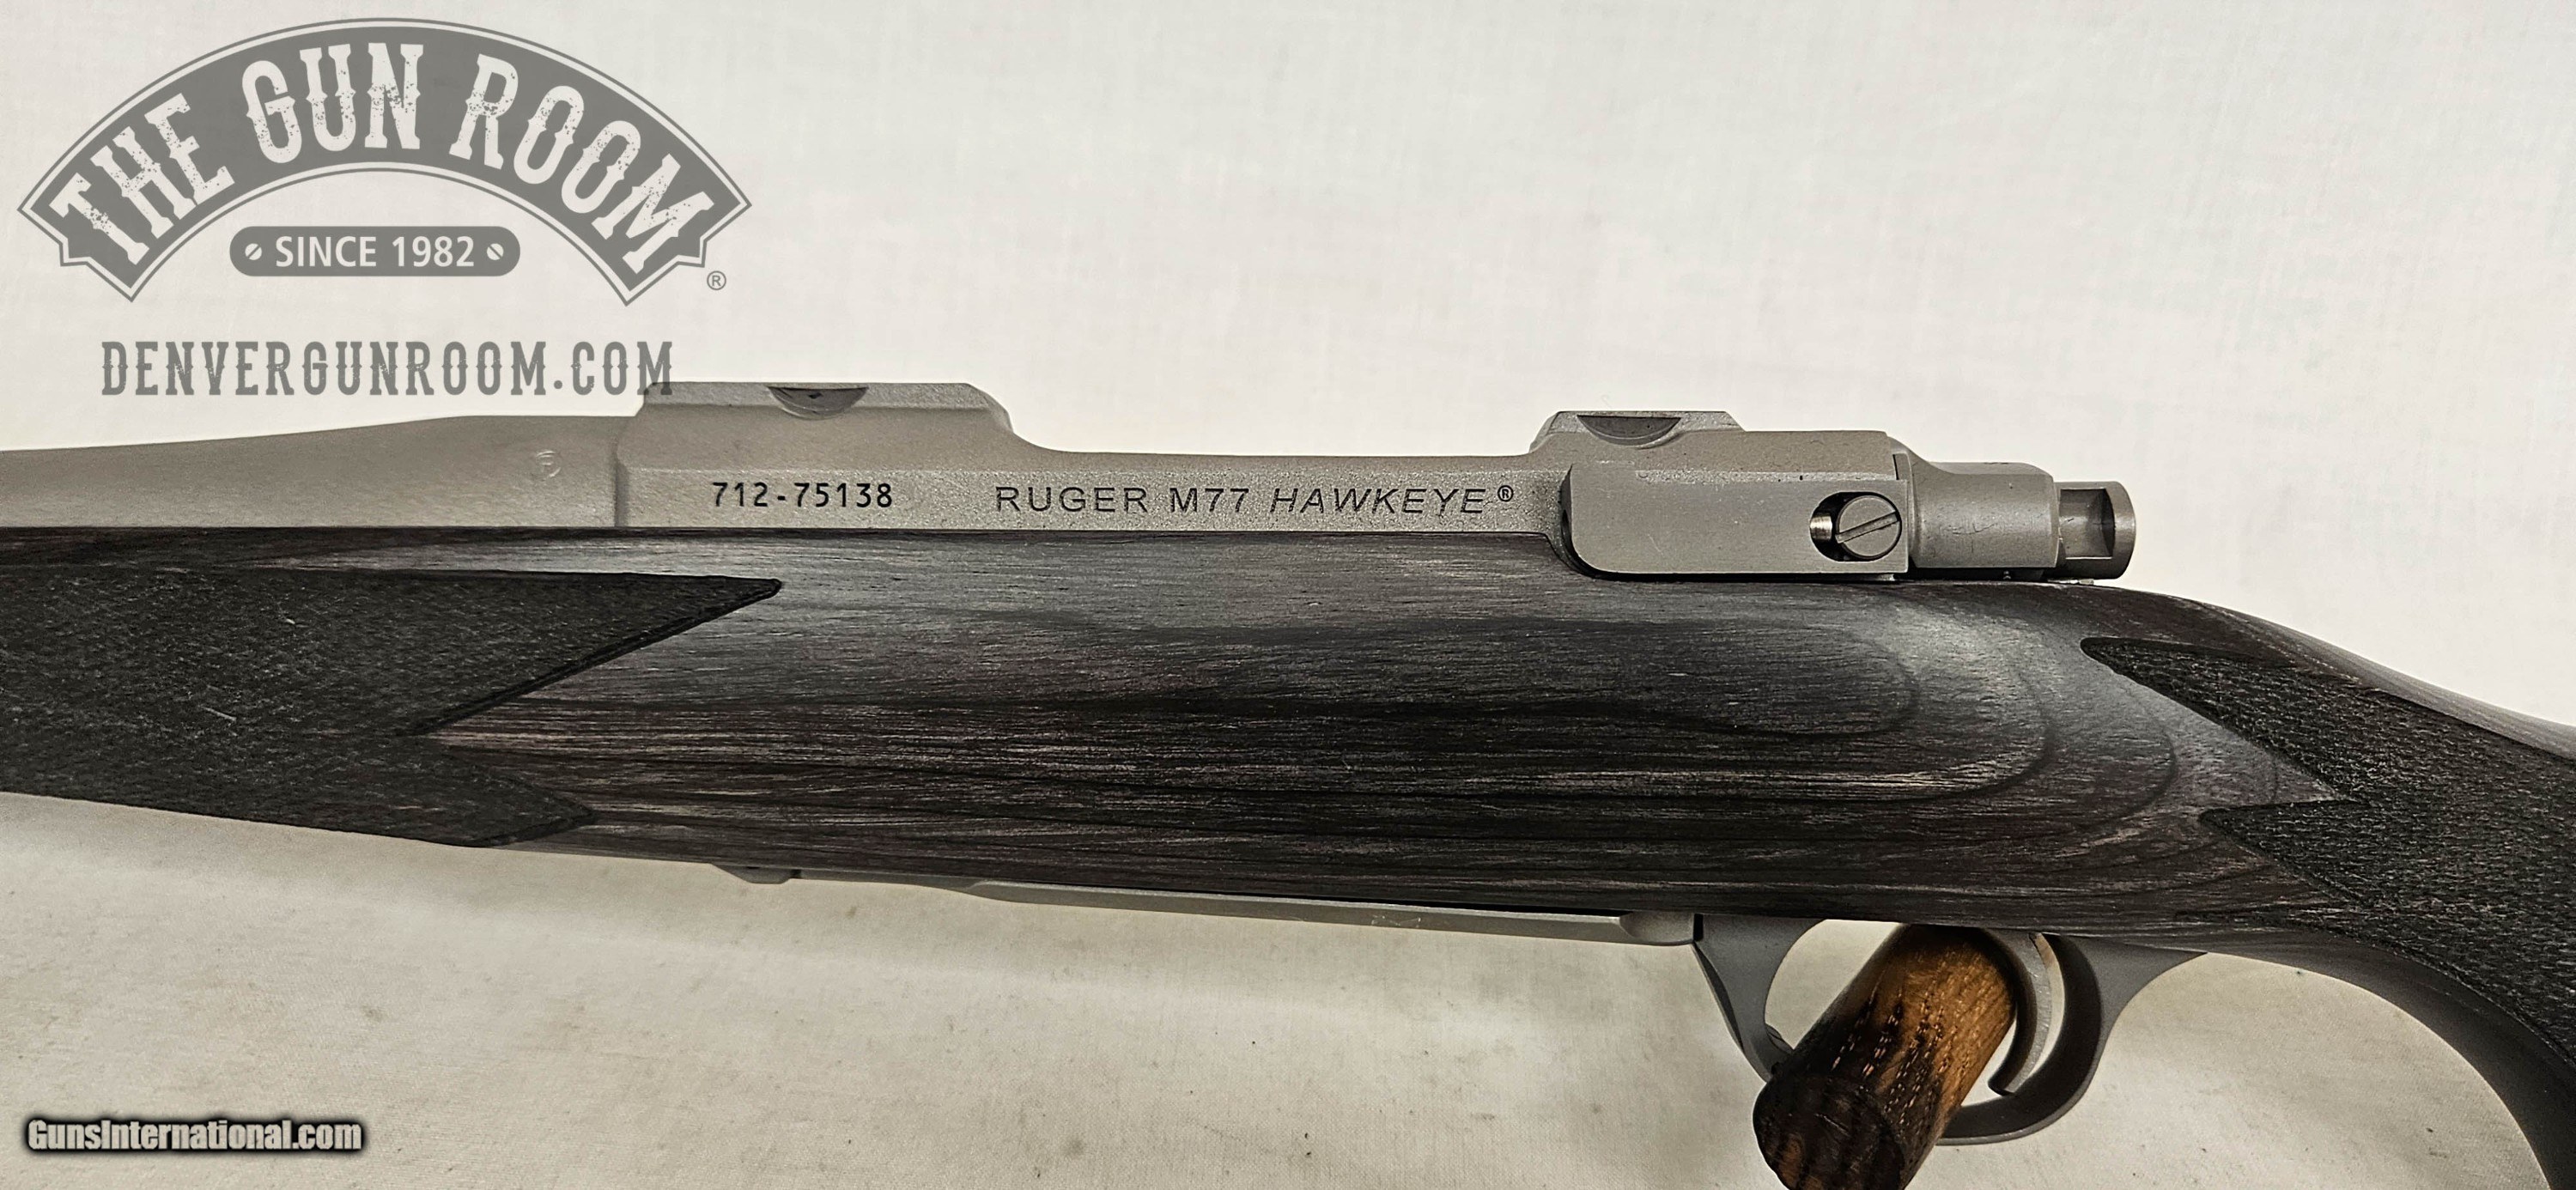 THE GUN ROOM
SINCE 1982
®
DENVERGUNROOM.COM
712-75138
RUGER M77 HAWKEYE®
GunsInternational.com